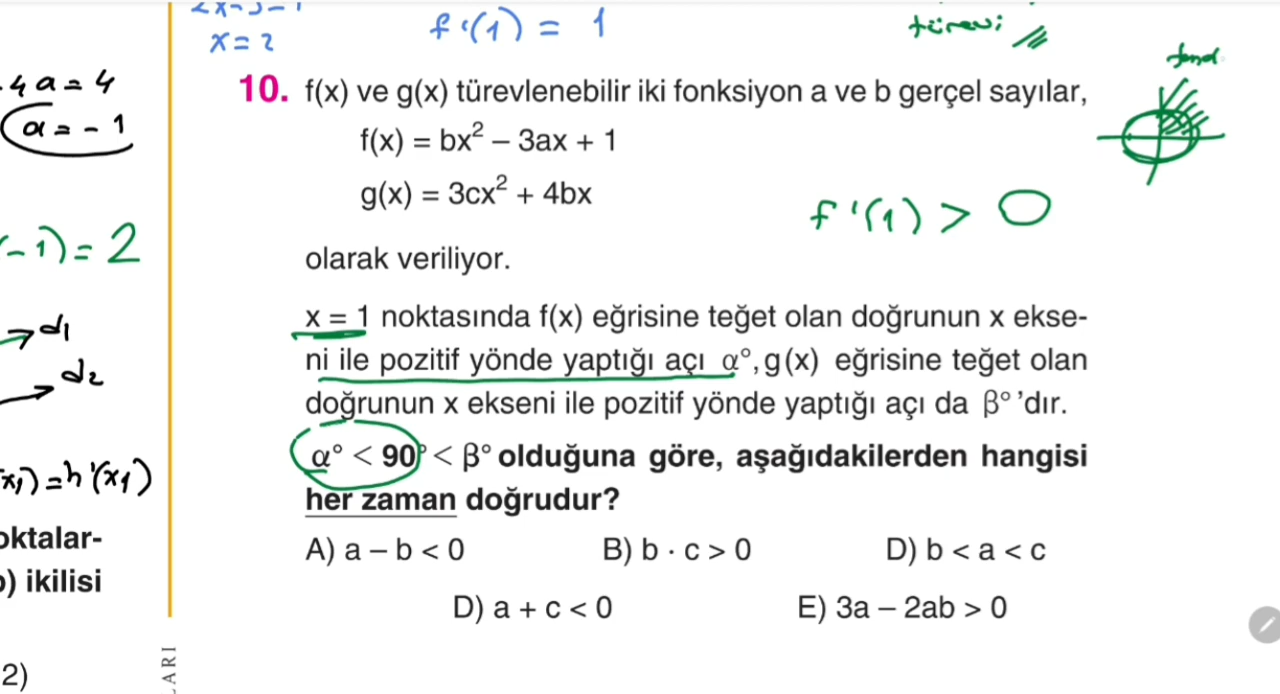 x = 2
f'(1) = 1
türevi
tand
4a = 4
a = - 1
10. f(x) ve g(x) türevlenebilir iki fonksiyon a ve b gerçel sayılar,
f(x) = bx² – 3ax + 1
g(x) = 3cx² + 4bx
f'(1) > 0
-1) = 2
olarak veriliyor.
x = 1 noktasında f(x) eğrisine teğet olan doğrunun x ekse-
d1
ni ile pozitif yönde yaptığı açı α°, g(x) eğrisine teğet olan
d2
doğrunun x ekseni ile pozitif yönde yaptığı açı da β°'dır.
α° < 90° < β° olduğuna göre, aşağıdakilerden hangisi
x₁) = h'(x₁)
her zaman doğrudur?
oktalar-
A) a – b < 0 B) b · c > 0 D) b < a < c
) ikilisi
D) a + c < 0 E) 3a – 2ab > 0
2)
LARI